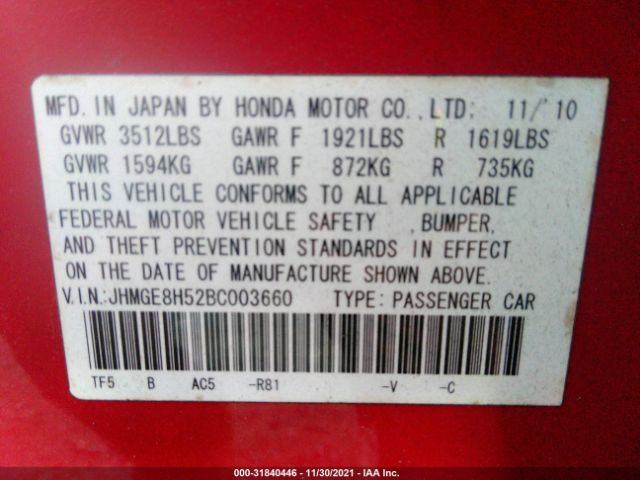 MFD. IN JAPAN BY HONDA MOTOR CO., LTD; 11/'10
GVWR 3512LBS GAWR F 1921LBS R 1619LBS
GVWR 1594KG GAWR F 872KG R 735KG
THIS VEHICLE CONFORMS TO ALL APPLICABLE
FEDERAL MOTOR VEHICLE SAFETY , BUMPER,
AND THEFT PREVENTION STANDARDS IN EFFECT
ON THE DATE OF MANUFACTURE SHOWN ABOVE.
V.I.N:JHMGE8H52BC003660 TYPE: PASSENGER CAR
TF5 B AC5 -R81 -V -C
000-31840446 - 11/30/2021 - IAA Inc.